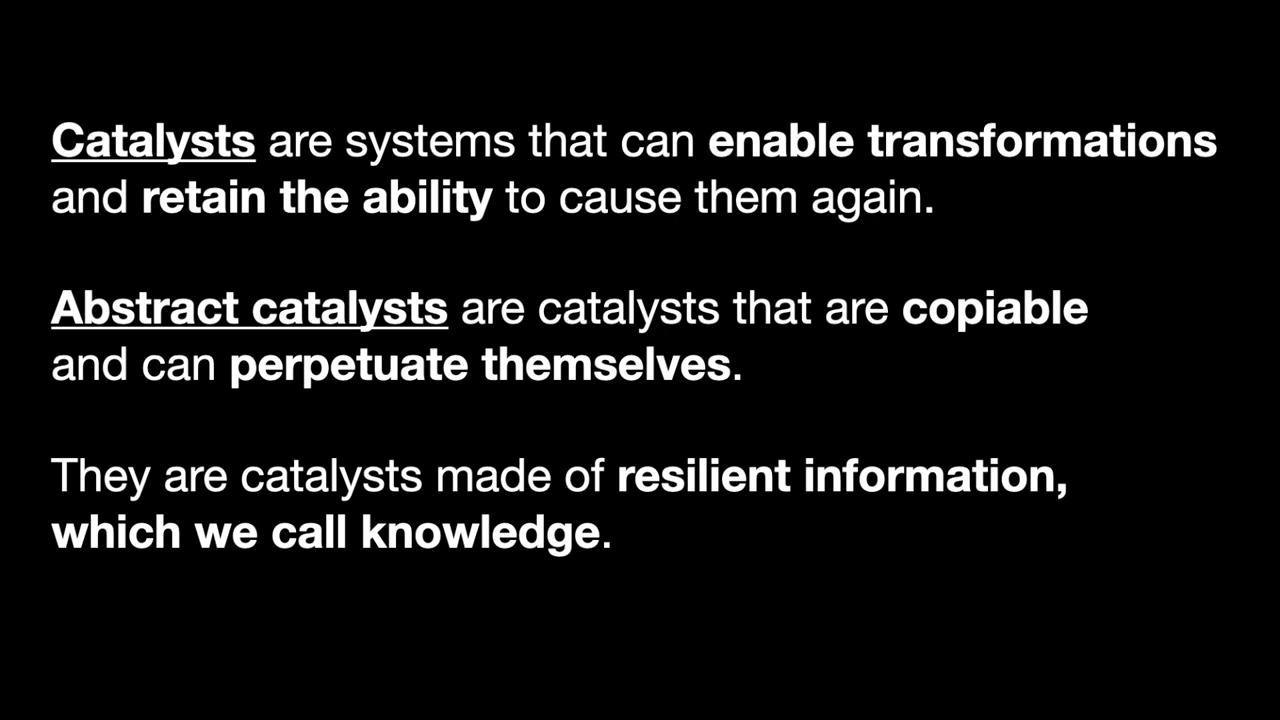 Catalysts are systems that can enable transformations
and retain the ability to cause them again.
Abstract catalysts are catalysts that are copiable
and can perpetuate themselves.
They are catalysts made of resilient information,
which we call knowledge.